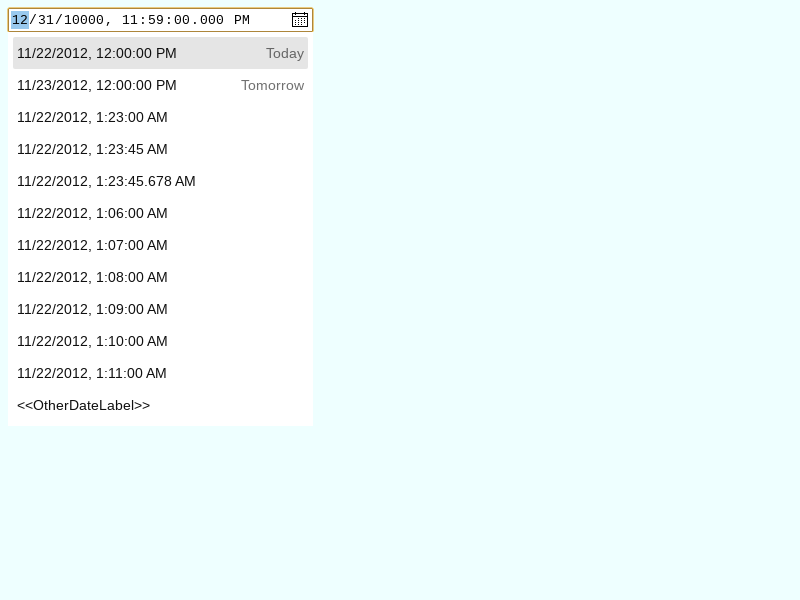 12/31/10000, 11:59:00.000 PM
11/22/2012, 12:00:00 PM Today
11/23/2012, 12:00:00 PM Tomorrow
11/22/2012, 1:23:00 AM
11/22/2012, 1:23:45 AM
11/22/2012, 1:23:45.678 AM
11/22/2012, 1:06:00 AM
11/22/2012, 1:07:00 AM
11/22/2012, 1:08:00 AM
11/22/2012, 1:09:00 AM
11/22/2012, 1:10:00 AM
11/22/2012, 1:11:00 AM
<<OtherDateLabel>>